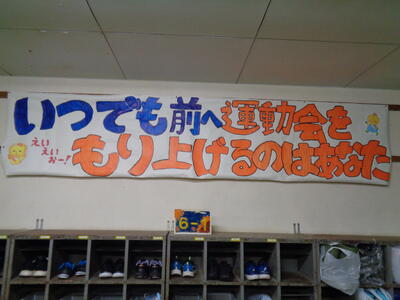 いつでも前へ運動会を
えい
えい
おー!
もり上げるのはあなた
6-1